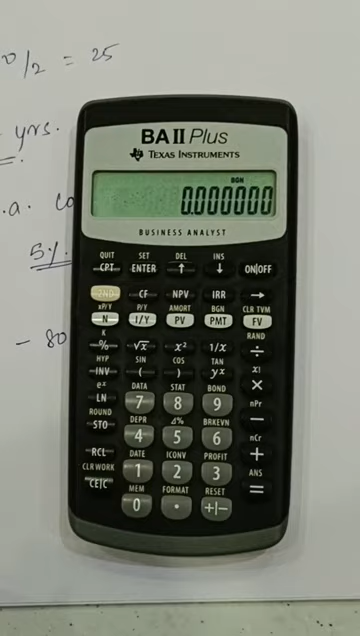 0/2 = 25
yrs.
.a. co
5%.
- 80
BA II Plus
TEXAS INSTRUMENTS
BGN
0.000000
BUSINESS ANALYST
QUIT SET DEL INS
CPT ENTER ↑ ↓ ON|OFF
2ND CF NPV IRR →
xP/Y P/Y AMORT BGN CLR TVM
N I/Y PV PMT FV
K RAND
% √x x² 1/x ÷
HYP SIN COS TAN x!
INV ( ) yˣ ×
eˣ DATA STAT BOND nPr
LN 7 8 9 −
ROUND DEPR Δ% BRKEVN nCr
STO 4 5 6 +
DATE ICONV PROFIT ANS
RCL 1 2 3 =
CLR WORK MEM FORMAT RESET
CE|C 0 . +|−